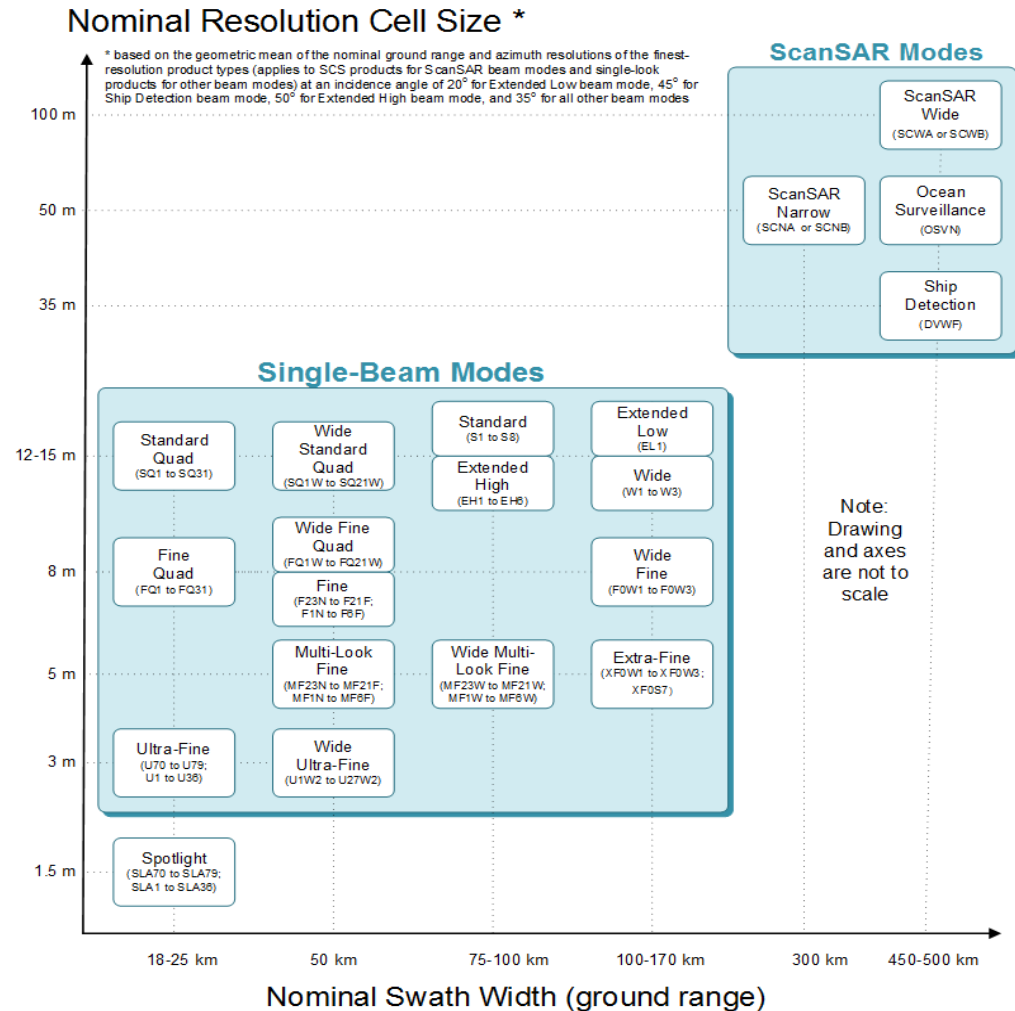 Nominal Resolution Cell Size *
* based on the geometric mean of the nominal ground range and azimuth resolutions of the finest-
resolution product types (applies to SCS products for ScanSAR beam modes and single-look
products for other beam modes) at an incidence angle of 20° for Extended Low beam mode, 45° for
Ship Detection beam mode, 50° for Extended High beam mode, and 35° for all other beam modes
ScanSAR Modes
100 m
ScanSAR
Wide
(SCWA or SCWB)
50 m
ScanSAR
Narrow
(SCNA or SCNB)
Ocean
Surveillance
(OSVN)
35 m
Ship
Detection
(DVWF)
Single-Beam Modes
12-15 m
Standard
Quad
(SQ1 to SQ31)
Wide
Standard
Quad
(SQ1W to SQ21W)
Standard
(S1 to S8)
Extended
High
(EH1 to EH6)
Extended
Low
(EL1)
Wide
(W1 to W3)
Note:
Drawing
and axes
are not to
scale
8 m
Fine
Quad
(FQ1 to FQ31)
Wide Fine
Quad
(FQ1W to FQ21W)
Fine
(F23N to F21F;
F1N to F6F)
Wide
Fine
(F0W1 to F0W3)
5 m
Multi-Look
Fine
(MF23N to MF21F;
MF1N to MF6F)
Wide Multi-
Look Fine
(MF23W to MF21W;
MF1W to MF6W)
Extra-Fine
(XF0W1 to XF0W3;
XF0S7)
3 m
Ultra-Fine
(U70 to U79;
U1 to U36)
Wide
Ultra-Fine
(U1W2 to U27W2)
1.5 m
Spotlight
(SLA70 to SLA79;
SLA1 to SLA36)
18-25 km
50 km
75-100 km
100-170 km
300 km
450-500 km
Nominal Swath Width (ground range)